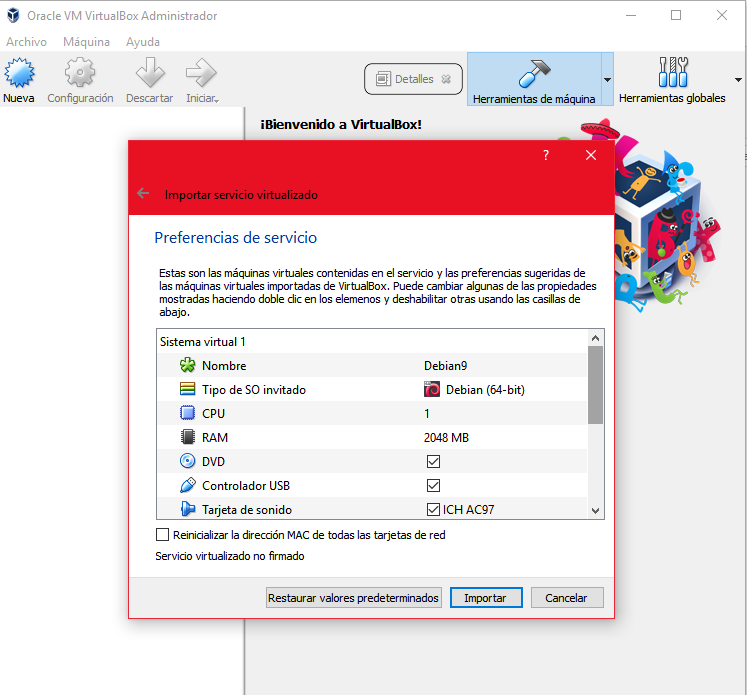 Oracle VM VirtualBox Administrador
Archivo Máquina Ayuda
Nueva Configuración Descartar Iniciar
Detalles
Herramientas de máquina
Herramientas globales
¡Bienvenido a VirtualBox!
?
Importar servicio virtualizado
Preferencias de servicio
Estas son las máquinas virtuales contenidas en el servicio y las preferencias sugeridas de
las máquinas virtuales importadas de VirtualBox. Puede cambiar algunas de las propiedades
mostradas haciendo doble clic en los elemenos y deshabilitar otras usando las casillas de
abajo.
Sistema virtual 1
Nombre Debian9
Tipo de SO invitado Debian (64-bit)
CPU 1
RAM 2048 MB
DVD
Controlador USB
Tarjeta de sonido ICH AC97
Reinicializar la dirección MAC de todas las tarjetas de red
Servicio virtualizado no firmado
Restaurar valores predeterminados Importar Cancelar